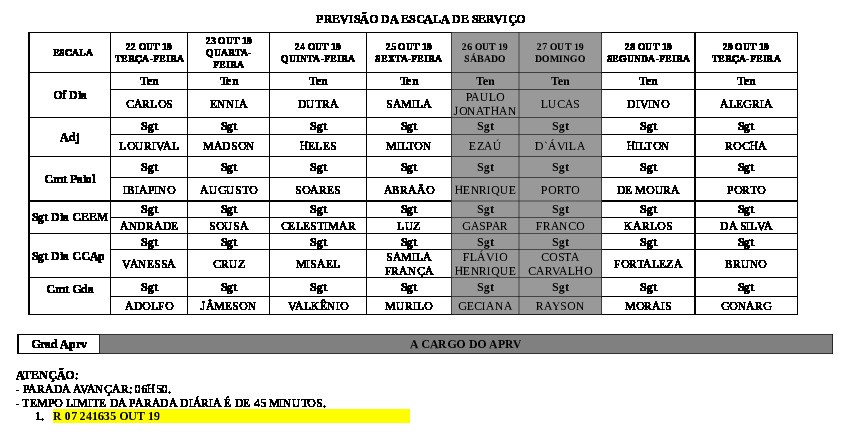 PREVISÃO DA ESCALA DE SERVIÇO
ESCALA 22 OUT 19 TERÇA-FEIRA 23 OUT 19 QUARTA-FEIRA 24 OUT 19 QUINTA-FEIRA 25 OUT 19 SEXTA-FEIRA 26 OUT 19 SÁBADO 27 OUT 19 DOMINGO 28 OUT 19 SEGUNDA-FEIRA 29 OUT 19 TERÇA-FEIRA
Of Dia Ten Ten Ten Ten Ten Ten Ten Ten
CARLOS ENNIA DUTRA SAMILA PAULO JONATHAN LUCAS DIVINO ALEGRIA
Adj Sgt Sgt Sgt Sgt Sgt Sgt Sgt Sgt
LOURIVAL MADSON HELES MILTON EZAÚ D`ÁVILA HILTON ROCHA
Cmt Paiol Sgt Sgt Sgt Sgt Sgt Sgt Sgt Sgt
IBIAPINO AUGUSTO SOARES ABRAÃO HENRIQUE PORTO DE MOURA PORTO
Sgt Dia CEEM Sgt Sgt Sgt Sgt Sgt Sgt Sgt Sgt
ANDRADE SOUSA CELESTIMAR LUZ GASPAR FRANCO KARLOS DA SILVA
Sgt Dia CCAp Sgt Sgt Sgt Sgt Sgt Sgt Sgt Sgt
VANESSA CRUZ MISAEL SAMILA FRANÇA FLÁVIO HENRIQUE COSTA CARVALHO FORTALEZA BRUNO
Cmt Gda Sgt Sgt Sgt Sgt Sgt Sgt Sgt Sgt
ADOLFO JÂMESON VALKÊNIO MURILO GECIANA RAYSON MORAIS GONARG
Grad Aprv A CARGO DO APRV
ATENÇÃO:
- PARADA AVANÇAR: 06H50.
- TEMPO LIMITE DA PARADA DIÁRIA É DE 45 MINUTOS.
1. R 07 241635 OUT 19